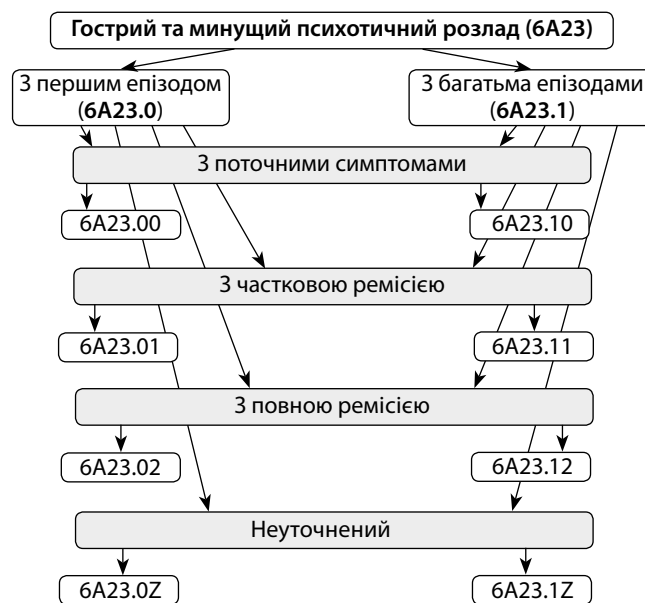 Гострий та минущий психотичний розлад (6A23)
З першим епізодом
(6A23.0)
З багатьма епізодами
(6A23.1)
З поточними симптомами
6A23.00
6A23.10
З частковою ремісією
6A23.01
6A23.11
З повною ремісією
6A23.02
6A23.12
Неуточнений
6A23.0Z
6A23.1Z